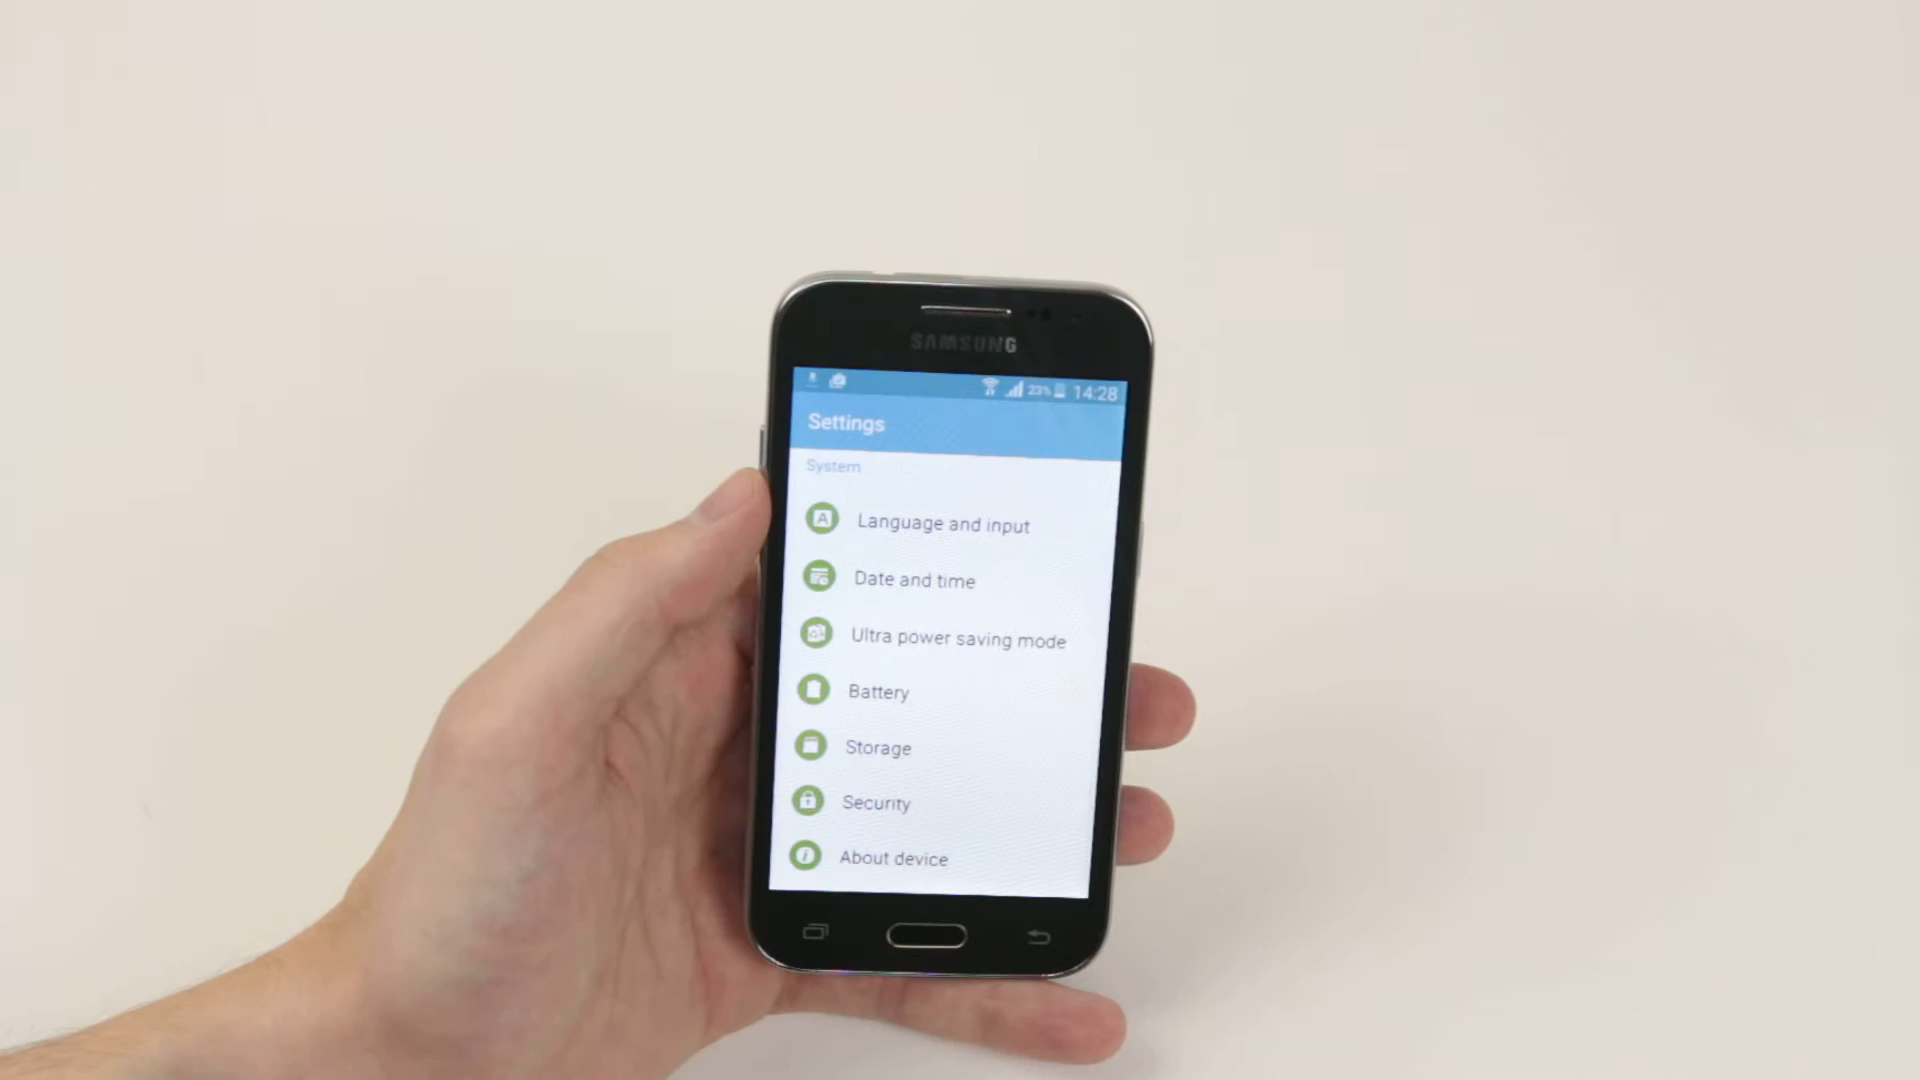 SAMSUNG
23% 14:28
Settings
System
Language and input
Date and time
Ultra power saving mode
Battery
Storage
Security
About device